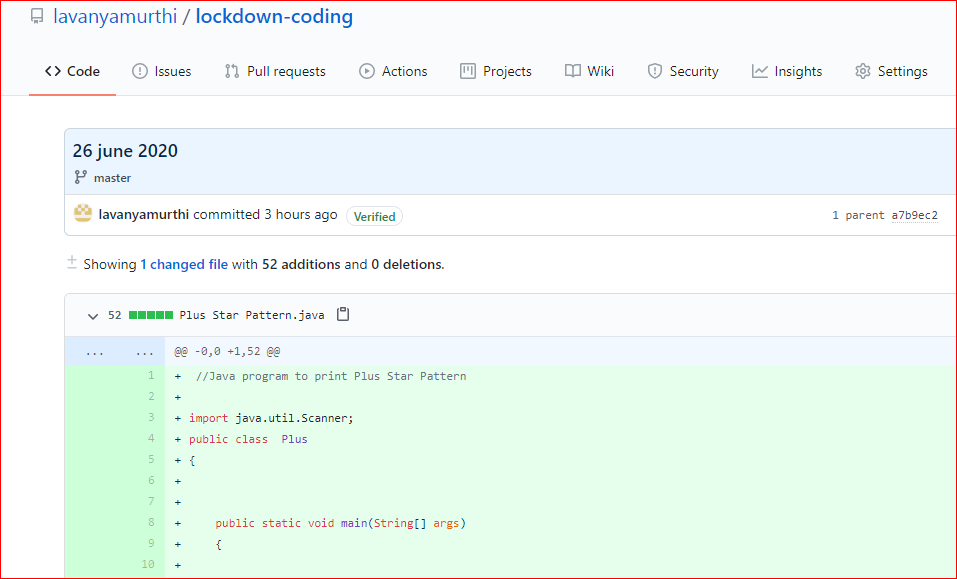 lavanyamurthi / lockdown-coding
Code Issues Pull requests Actions Projects Wiki Security Insights Settings
26 june 2020
master
lavanyamurthi committed 3 hours ago Verified 1 parent a7b9ec2
Showing 1 changed file with 52 additions and 0 deletions.
52 Plus Star Pattern.java
... ... @@ -0,0 +1,52 @@
1 + //Java program to print Plus Star Pattern
2 +
3 + import java.util.Scanner;
4 + public class Plus
5 + {
6 +
7 +
8 + public static void main(String[] args)
9 + {
10 +